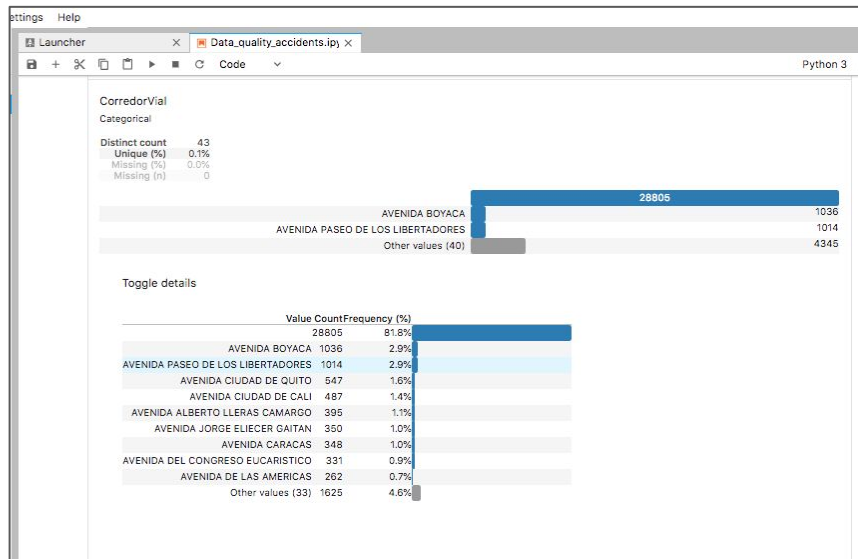 ettings Help
Launcher × Data_quality_accidents.ipy ×
Code Python 3
CorredorVial
Categorical
Distinct count 43
Unique (%) 0.1%
Missing (%) 0.0%
Missing (n) 0
28805
AVENIDA BOYACA 1036
AVENIDA PASEO DE LOS LIBERTADORES 1014
Other values (40) 4345
Toggle details
Value Count Frequency (%)
28805 81.8%
AVENIDA BOYACA 1036 2.9%
AVENIDA PASEO DE LOS LIBERTADORES 1014 2.9%
AVENIDA CIUDAD DE QUITO 547 1.6%
AVENIDA CIUDAD DE CALI 487 1.4%
AVENIDA ALBERTO LLERAS CAMARGO 395 1.1%
AVENIDA JORGE ELIECER GAITAN 350 1.0%
AVENIDA CARACAS 348 1.0%
AVENIDA DEL CONGRESO EUCARISTICO 331 0.9%
AVENIDA DE LAS AMERICAS 262 0.7%
Other values (33) 1625 4.6%